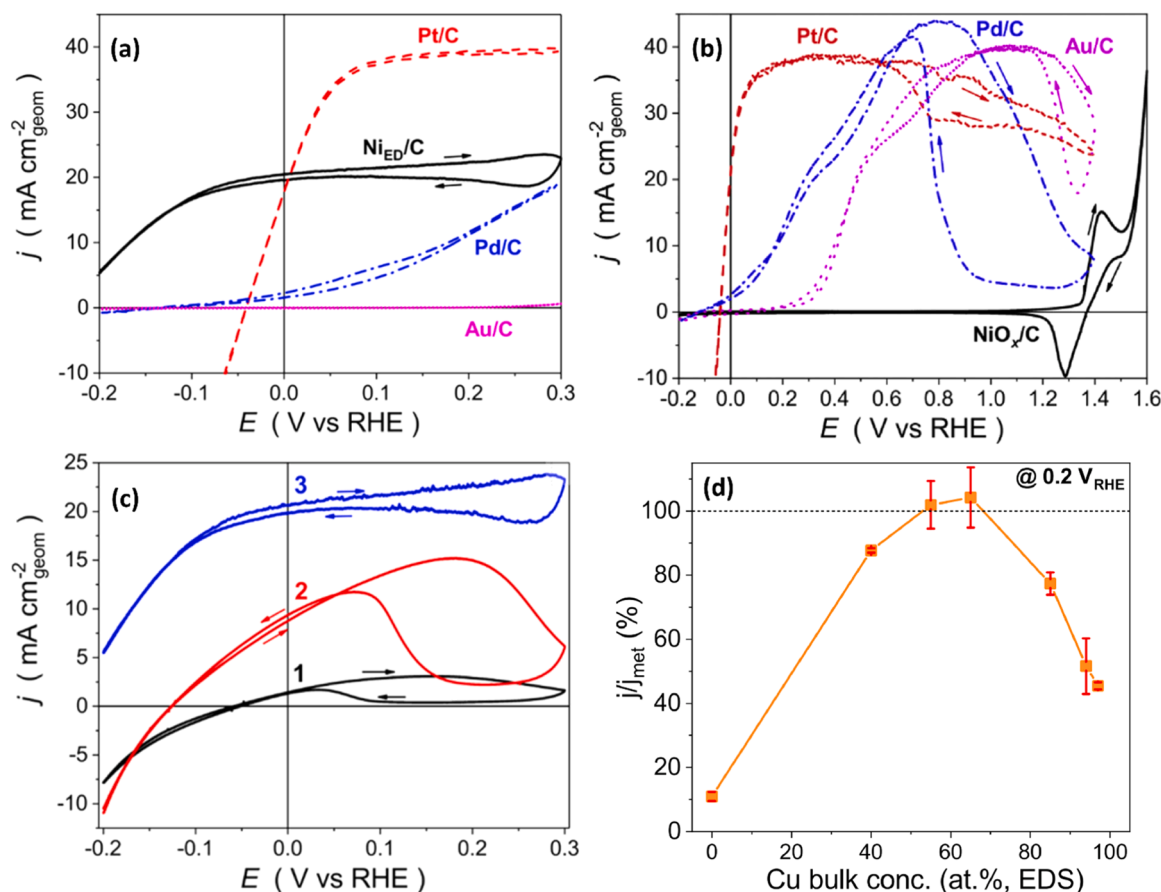 (a)
Pt/C
Ni_ED/C
Pd/C
Au/C
40
30
20
10
0
-10
j ( mA cm⁻²_geom )
-0.2 -0.1 0.0 0.1 0.2 0.3
E ( V vs RHE )
(b)
Pt/C
Pd/C
Au/C
NiOₓ/C
40
30
20
10
0
-10
j ( mA cm⁻²_geom )
-0.2 0.0 0.2 0.4 0.6 0.8 1.0 1.2 1.4 1.6
E ( V vs RHE )
(c)
3
2
1
25
20
15
10
5
0
-5
-10
j ( mA cm⁻²_geom )
-0.2 -0.1 0.0 0.1 0.2 0.3
E ( V vs RHE )
(d)
@ 0.2 V_RHE
100
80
60
40
20
0
j/j_met (%)
0 20 40 60 80 100
Cu bulk conc. (at.%, EDS)